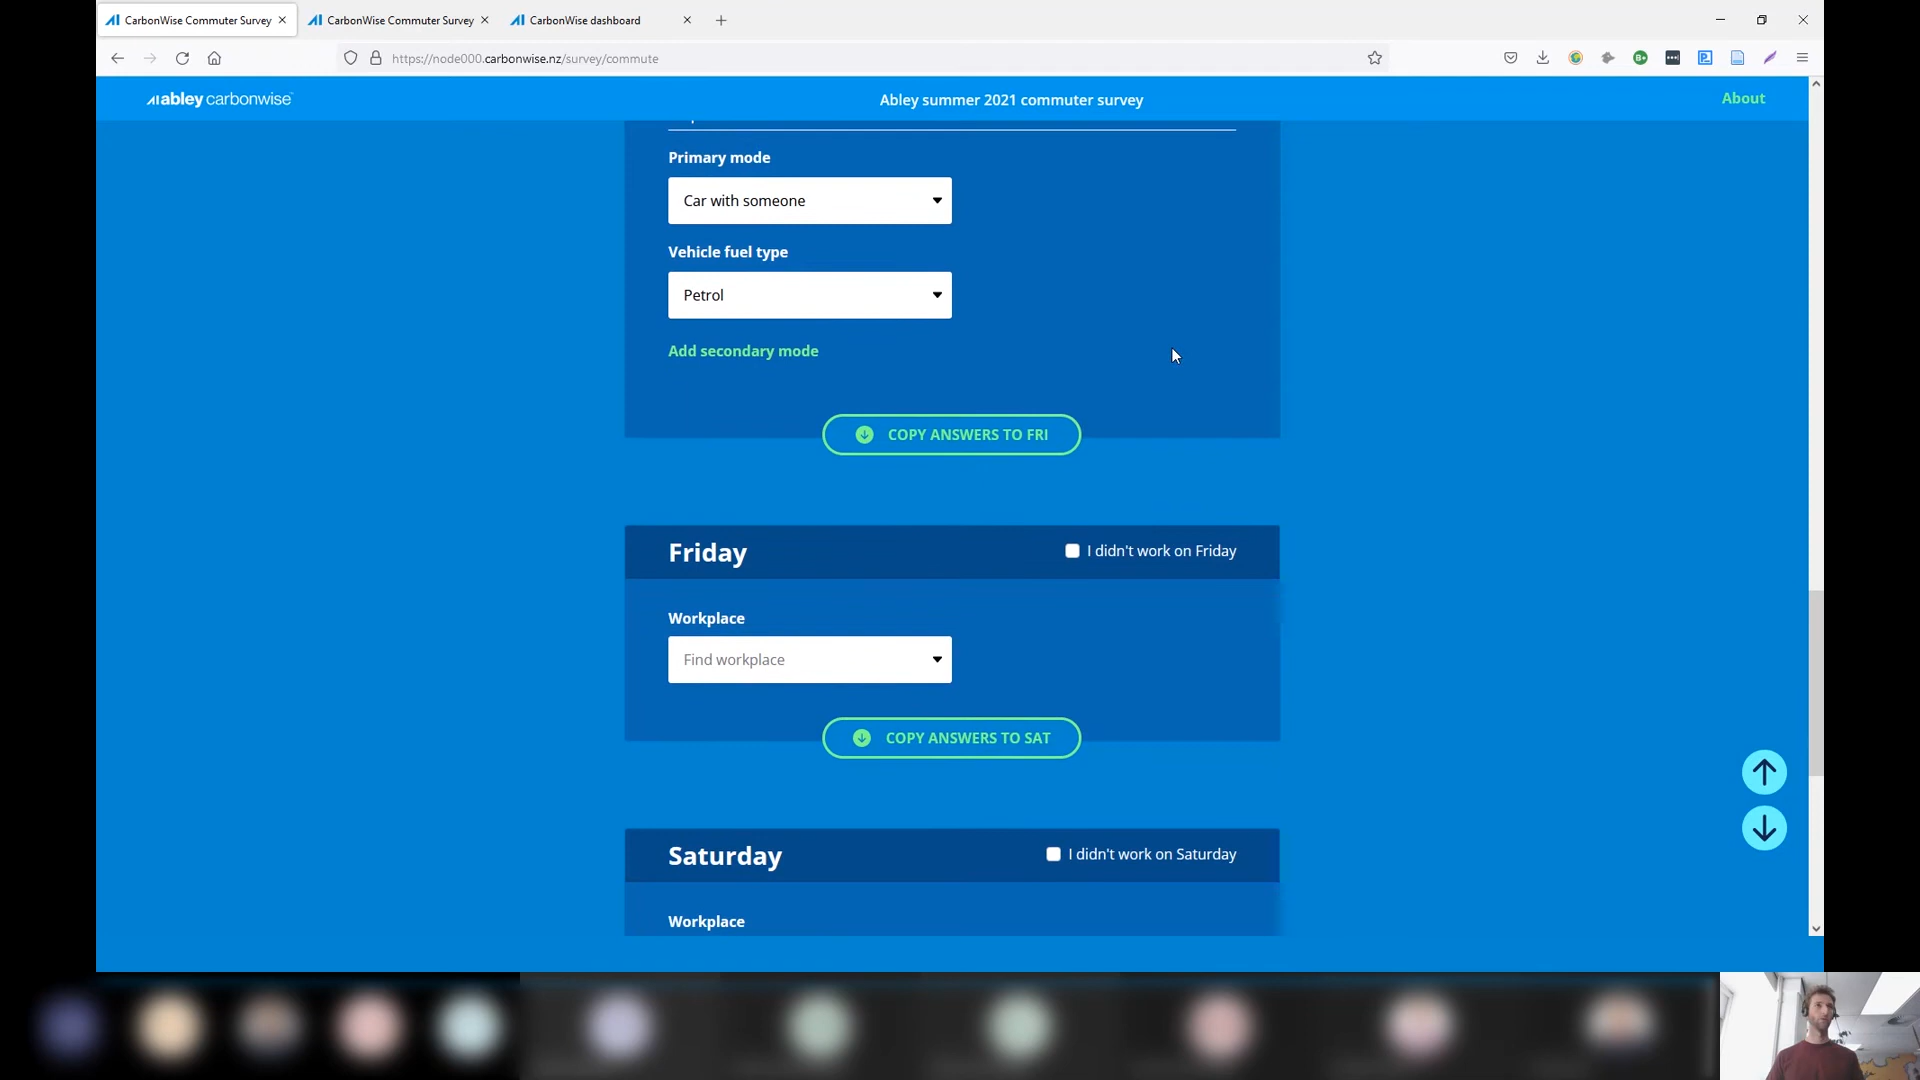 CarbonWise Commuter Survey
CarbonWise Commuter Survey
CarbonWise dashboard
https://node000.carbonwise.nz/survey/commute
abley carbonwise™
Abley summer 2021 commuter survey
About
Primary mode
Car with someone
Vehicle fuel type
Petrol
Add secondary mode
COPY ANSWERS TO FRI
Friday
I didn't work on Friday
Workplace
Find workplace
COPY ANSWERS TO SAT
Saturday
I didn't work on Saturday
Workplace